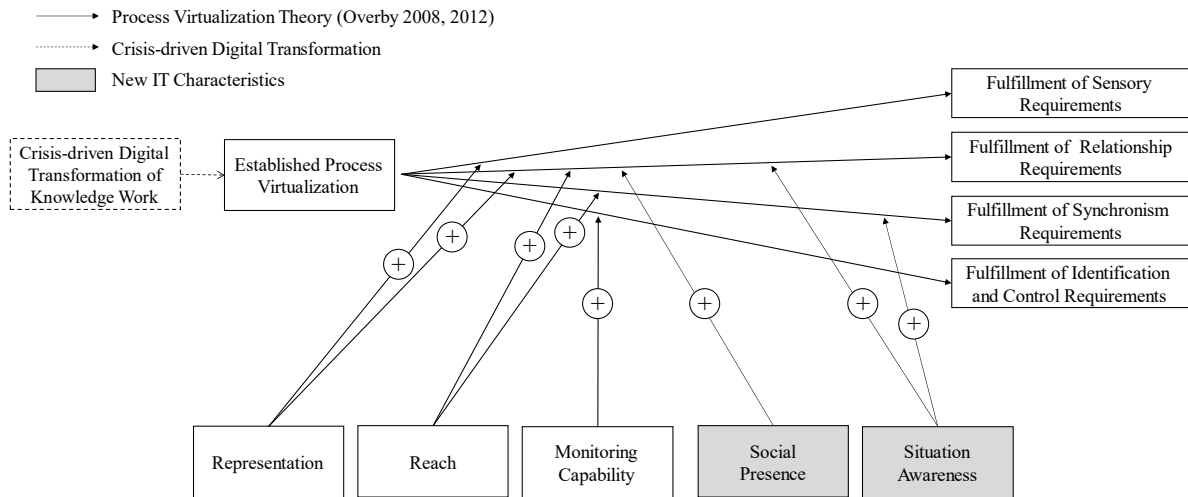 Process Virtualization Theory (Overby 2008, 2012)
Crisis-driven Digital Transformation
New IT Characteristics
Fulfillment of Sensory
Requirements
Crisis-driven Digital
Transformation of
Knowledge Work
Established Process
Virtualization
Fulfillment of Relationship
Requirements
Fulfillment of Synchronism
Requirements
Fulfillment of Identification
and Control Requirements
+
+
+
+
+
+
+
+
Representation
Reach
Monitoring
Capability
Social
Presence
Situation
Awareness